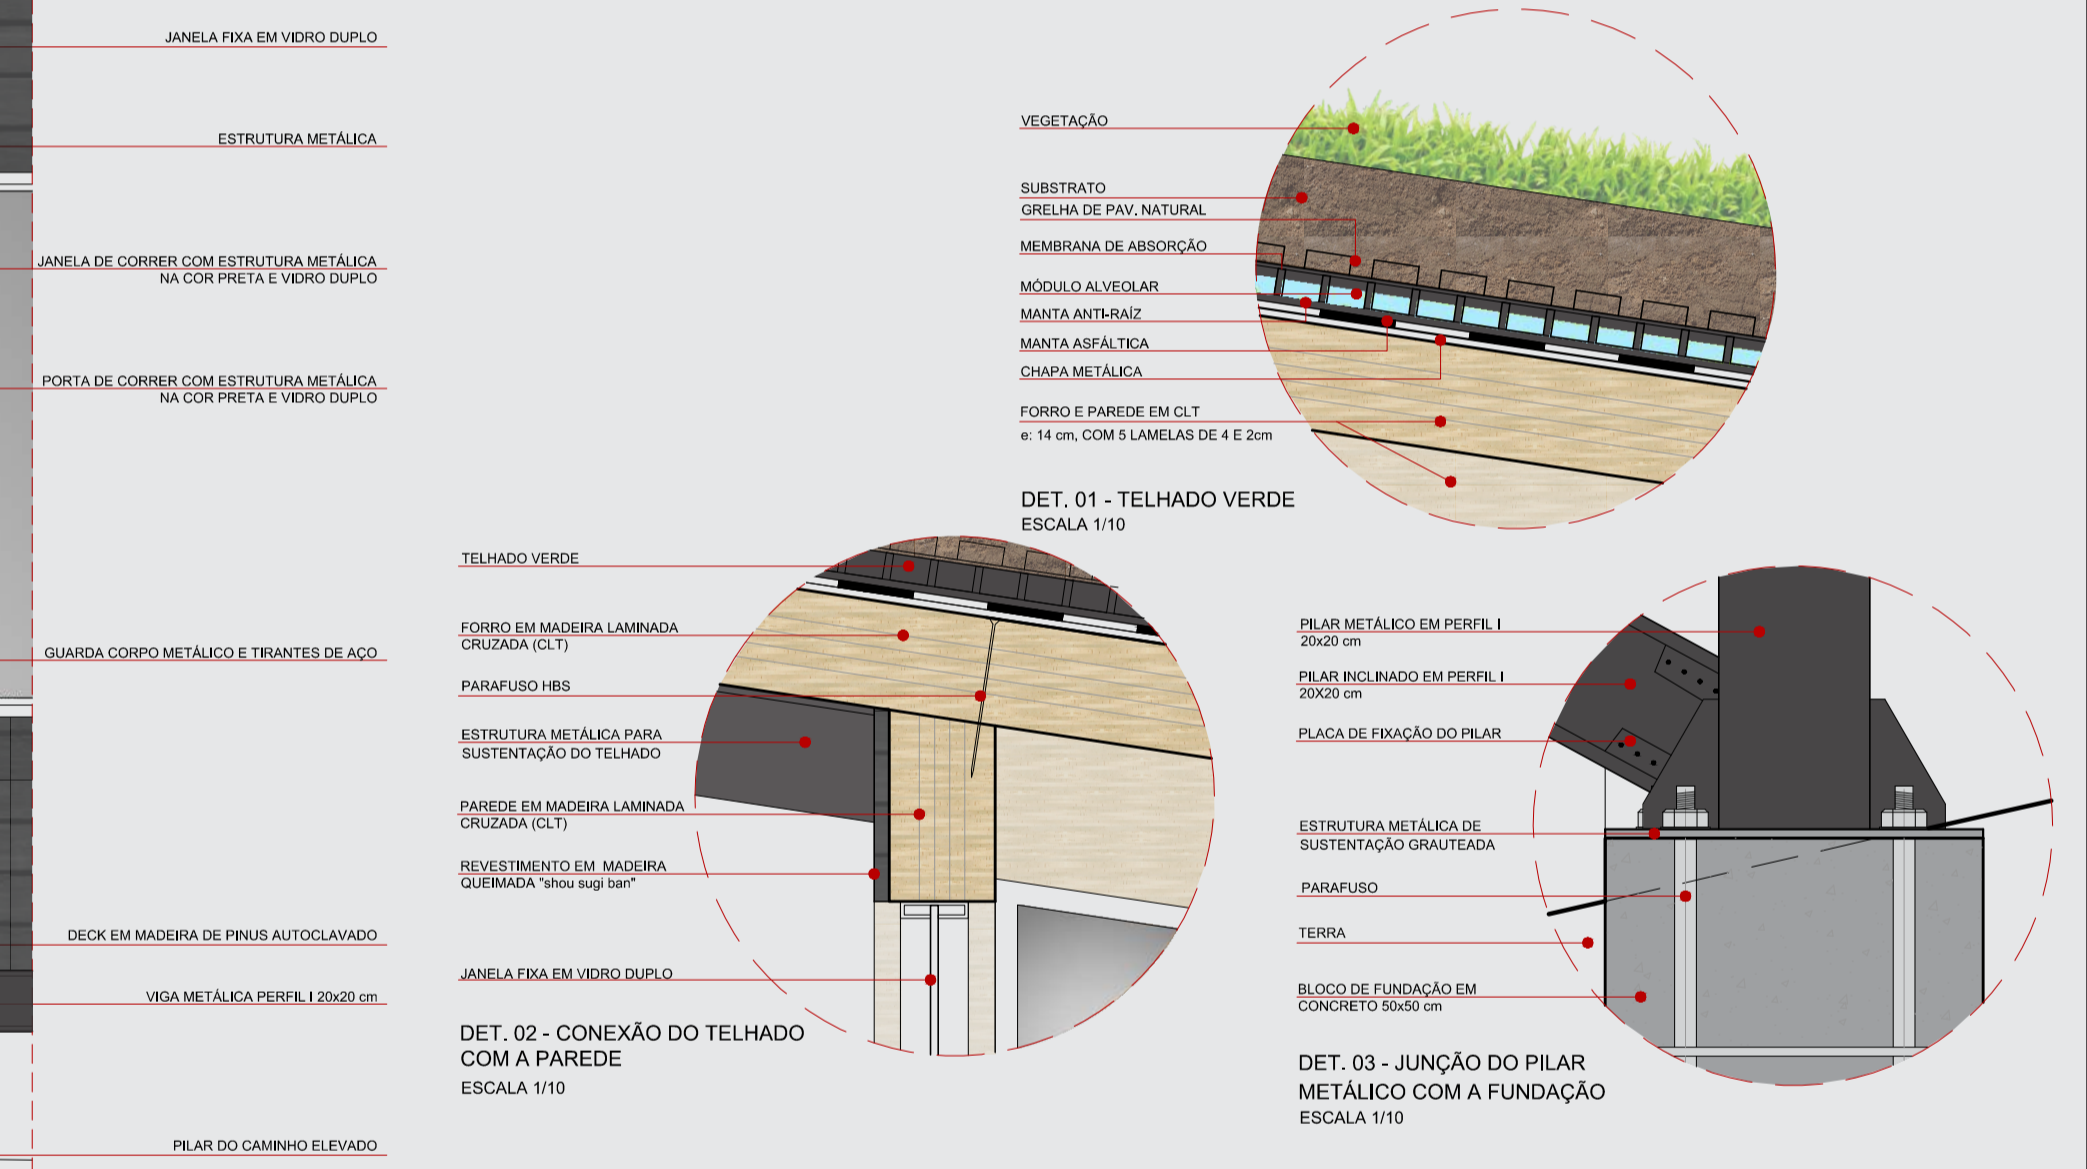 JANELA FIXA EM VIDRO DUPLO
ESTRUTURA METÁLICA
JANELA DE CORRER COM ESTRUTURA METÁLICA
NA COR PRETA E VIDRO DUPLO
PORTA DE CORRER COM ESTRUTURA METÁLICA
NA COR PRETA E VIDRO DUPLO
GUARDA CORPO METÁLICO E TIRANTES DE AÇO
DECK EM MADEIRA DE PINUS AUTOCLAVADO
VIGA METÁLICA PERFIL I 20x20 cm
PILAR DO CAMINHO ELEVADO
VEGETAÇÃO
SUBSTRATO
GRELHA DE PAV. NATURAL
MEMBRANA DE ABSORÇÃO
MÓDULO ALVEOLAR
MANTA ANTI-RAÍZ
MANTA ASFÁLTICA
CHAPA METÁLICA
FORRO E PAREDE EM CLT
e: 14 cm, COM 5 LAMELAS DE 4 E 2cm
DET. 01 - TELHADO VERDE
ESCALA 1/10
TELHADO VERDE
FORRO EM MADEIRA LAMINADA
CRUZADA (CLT)
PARAFUSO HBS
ESTRUTURA METÁLICA PARA
SUSTENTAÇÃO DO TELHADO
PAREDE EM MADEIRA LAMINADA
CRUZADA (CLT)
REVESTIMENTO EM MADEIRA
QUEIMADA "shou sugi ban"
JANELA FIXA EM VIDRO DUPLO
DET. 02 - CONEXÃO DO TELHADO
COM A PAREDE
ESCALA 1/10
PILAR METÁLICO EM PERFIL I
20x20 cm
PILAR INCLINADO EM PERFIL I
20X20 cm
PLACA DE FIXAÇÃO DO PILAR
ESTRUTURA METÁLICA DE
SUSTENTAÇÃO GRAUTEADA
PARAFUSO
TERRA
BLOCO DE FUNDAÇÃO EM
CONCRETO 50x50 cm
DET. 03 - JUNÇÃO DO PILAR
METÁLICO COM A FUNDAÇÃO
ESCALA 1/10